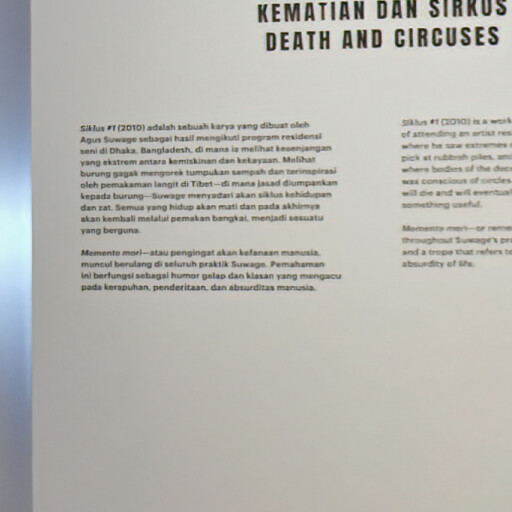 KEMATIAN DAN SIRKUS
DEATH AND CIRCUSES
Siklus #1 (2010) adalah sebuah karya yang dibuat oleh
Agus Suwage sebagai hasil mengikuti program residensi
seni di Dhaka, Bangladesh, di mana ia melihat kesenjangan
yang ekstrem antara kemiskinan dan kekayaan. Melihat
burung gagak mengorek tumpukan sampah dan terinspirasi
oleh pemakaman langit di Tibet—di mana jasad diumpankan
kepada burung—Suwage menyadari akan siklus kehidupan
dan zat. Semua yang hidup akan mati dan pada akhirnya
akan kembali melalui pemakan bangkai, menjadi sesuatu
yang berguna.
Memento mori—atau pengingat akan kefanaan manusia,
muncul berulang di seluruh praktik Suwage. Pemahaman
ini berfungsi sebagai humor gelap dan kiasan yang mengacu
pada kerapuhan, penderitaan, dan absurditas manusia.
Siklus #1 (2010) is a work
of attending an artist res
where he saw extremes
pick at rubbish piles, and
where bodies of the dec
was conscious of circles
will die and will eventual
something useful.
Memento mori—or remem
throughout Suwage's pr
and a trope that refers to
absurdity of life.